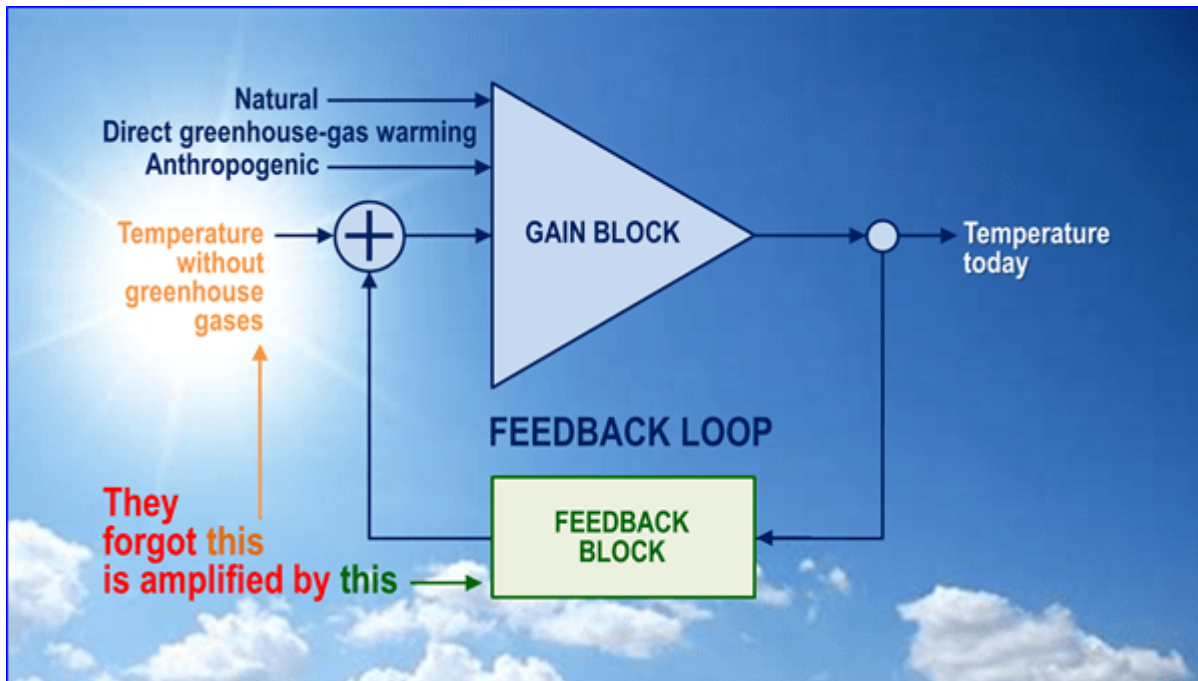 Natural
Direct greenhouse-gas warming
Anthropogenic
Temperature
without
greenhouse
gases
GAIN BLOCK
Temperature
today
FEEDBACK LOOP
They
forgot this
is amplified by this
FEEDBACK
BLOCK